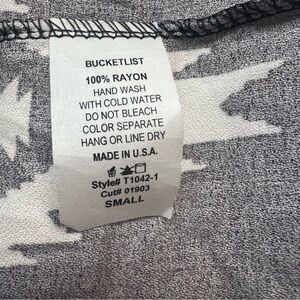 BUCKETLIST
100% RAYON
HAND WASH
WITH COLD WATER
DO NOT BLEACH
COLOR SEPARATE
HANG OR LINE DRY
MADE IN U.S.A.
Style# T1042-1
Cut# 01903
SMALL